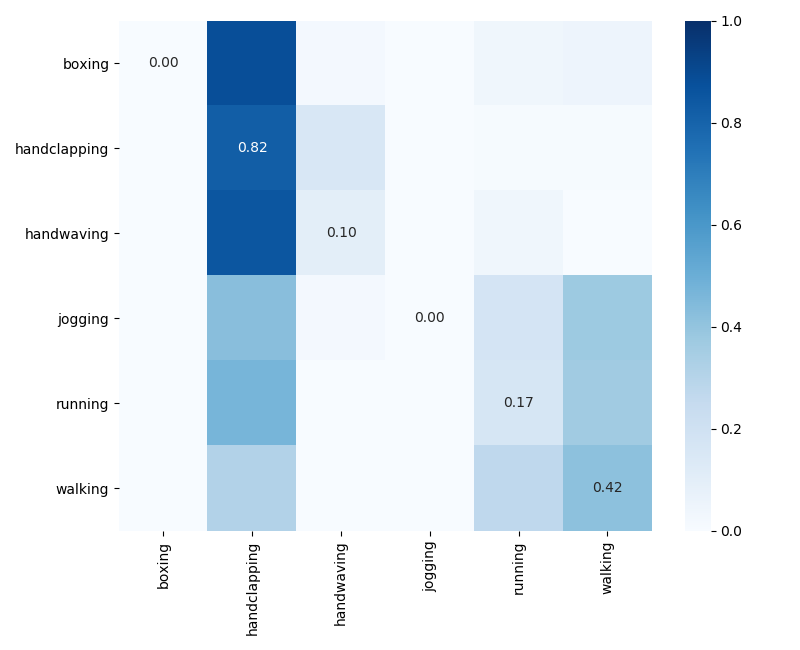 boxing
handclapping
handwaving
jogging
running
walking
0.00
0.82
0.10
0.00
0.17
0.42
boxing
handclapping
handwaving
jogging
running
walking
1.0
0.8
0.6
0.4
0.2
0.0